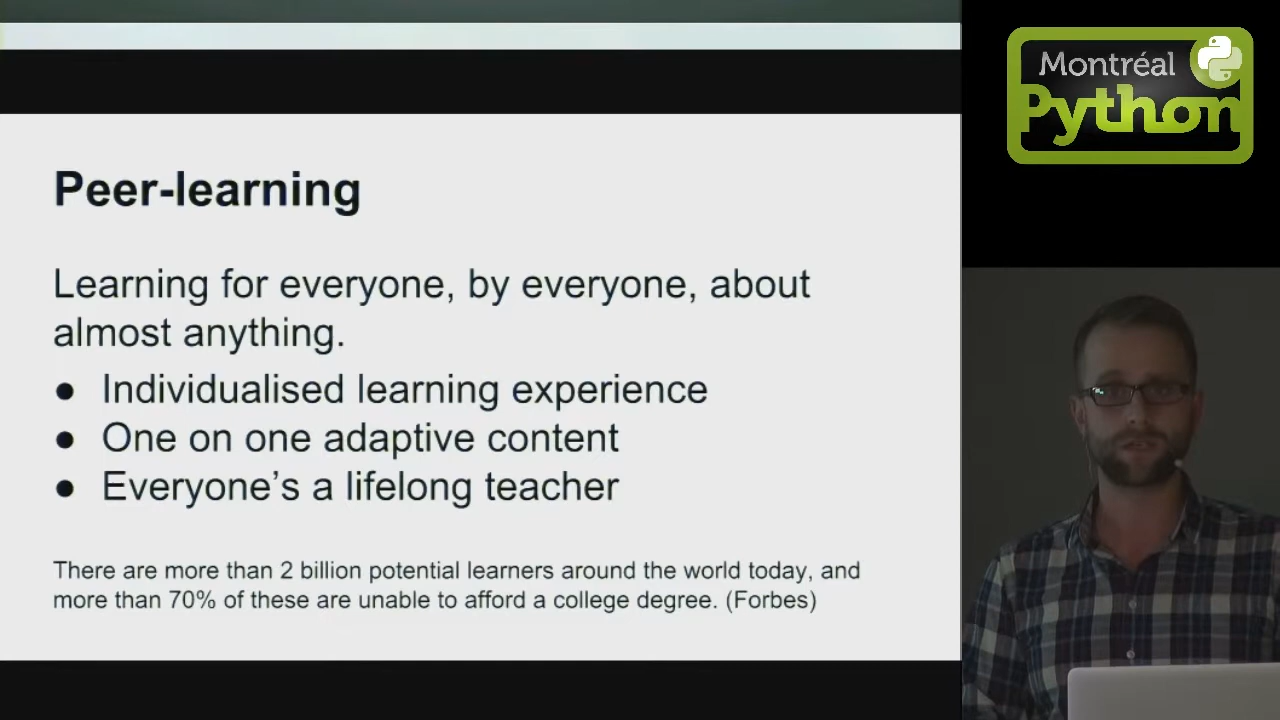 Montréal
Python
Peer-learning
Learning for everyone, by everyone, about
almost anything.
● Individualised learning experience
● One on one adaptive content
● Everyone’s a lifelong teacher
There are more than 2 billion potential learners around the world today, and
more than 70% of these are unable to afford a college degree. (Forbes)